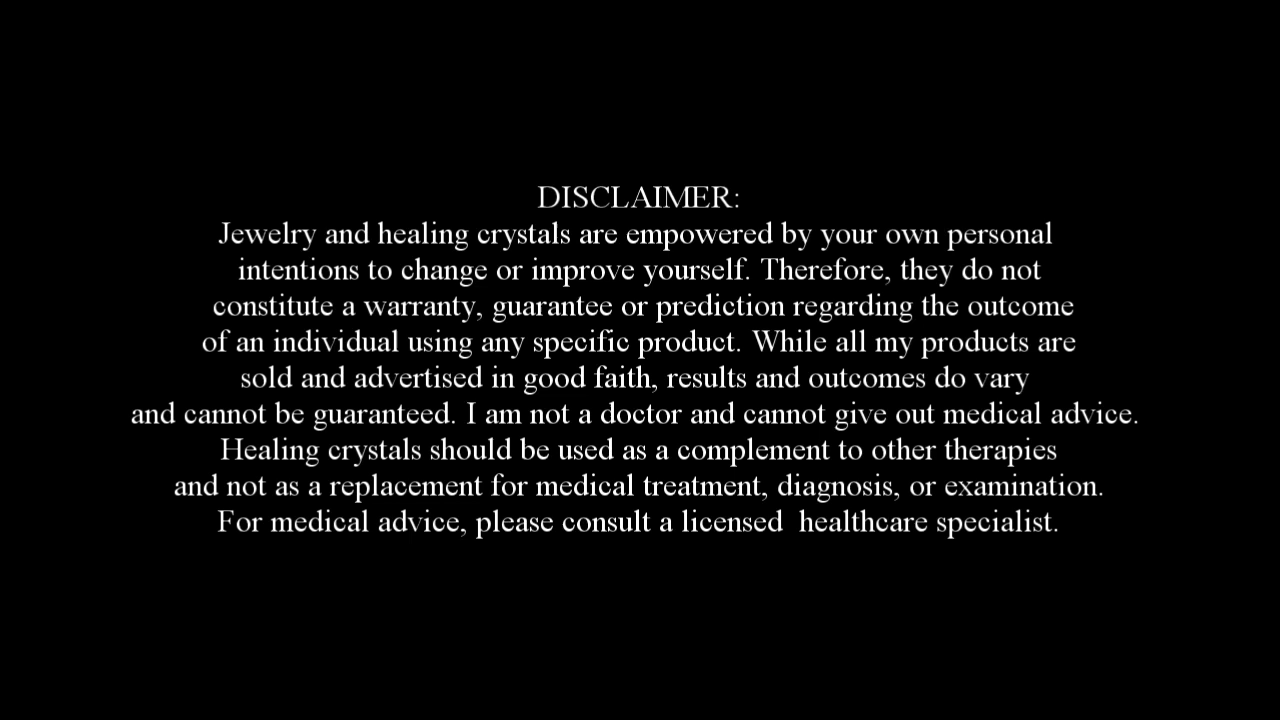 DISCLAIMER:
Jewelry and healing crystals are empowered by your own personal
intentions to change or improve yourself. Therefore, they do not
constitute a warranty, guarantee or prediction regarding the outcome
of an individual using any specific product. While all my products are
sold and advertised in good faith, results and outcomes do vary
and cannot be guaranteed. I am not a doctor and cannot give out medical advice.
Healing crystals should be used as a complement to other therapies
and not as a replacement for medical treatment, diagnosis, or examination.
For medical advice, please consult a licensed  healthcare specialist.